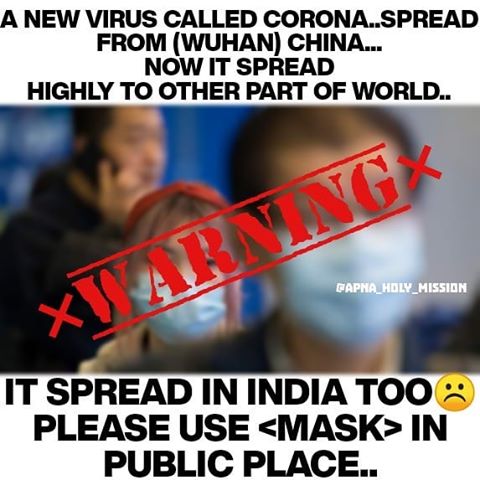 A NEW VIRUS CALLED CORONA..SPREAD
FROM (WUHAN) CHINA...
NOW IT SPREAD
HIGHLY TO OTHER PART OF WORLD..
×WARNING×
@APNA_HOLY_MISSION
IT SPREAD IN INDIA TOO☹️
PLEASE USE <MASK> IN
PUBLIC PLACE..